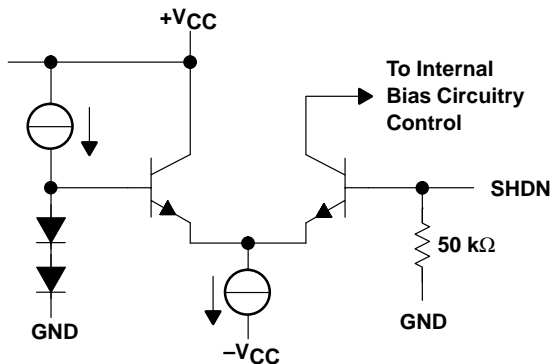 +VCC
To Internal
Bias Circuitry
Control
SHDN
50 kΩ
GND
GND
−VCC